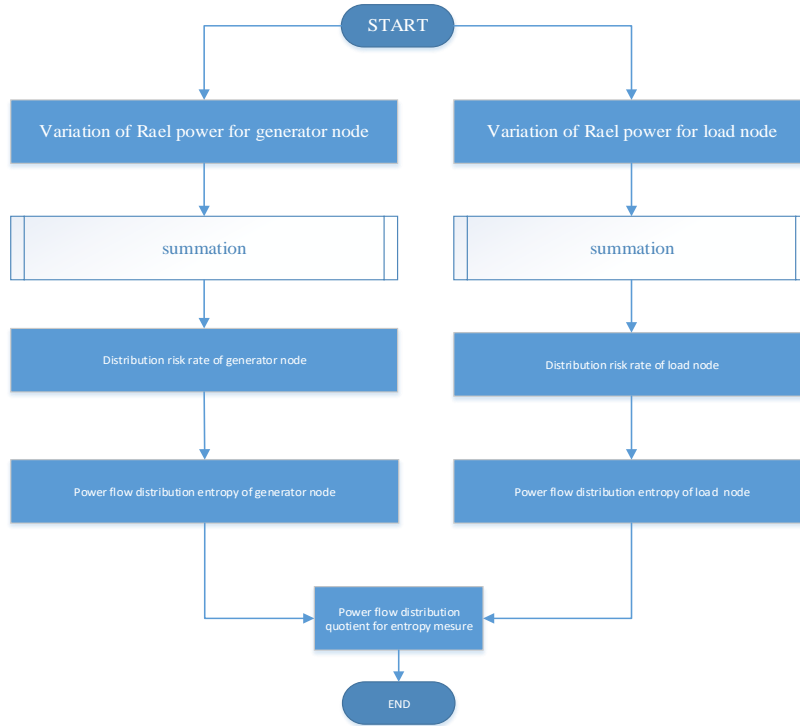 START
Variation of Rael power for generator node
Variation of Rael power for load node
summation
summation
Distribution risk rate of generator node
Distribution risk rate of load node
Power flow distribution entropy of generator node
Power flow distribution entropy of load node
Power flow distribution
quotient for entropy mesure
END